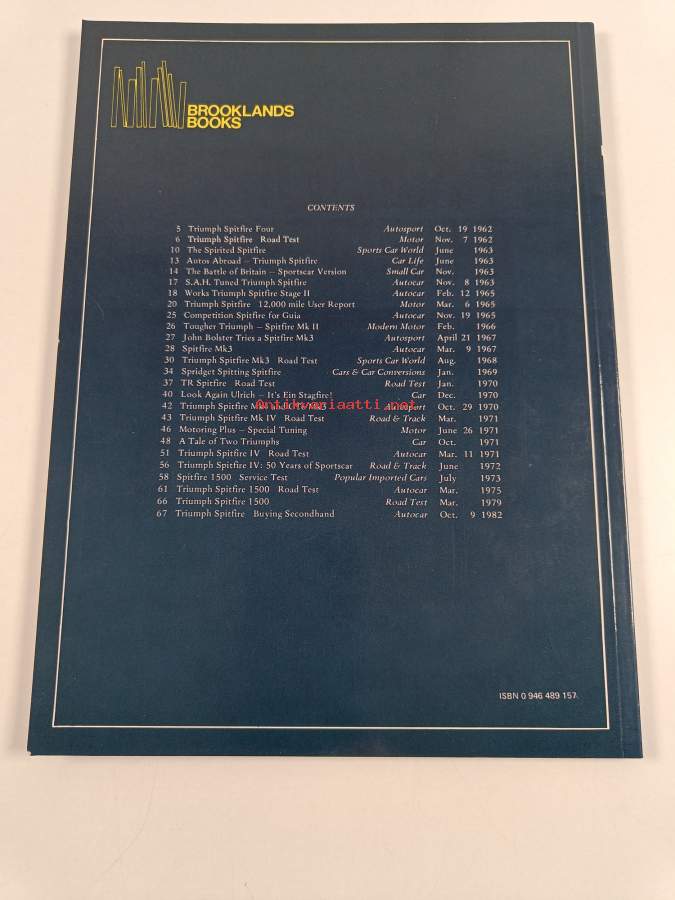 BROOKLANDS
BOOKS
CONTENTS
5 Triumph Spitfire Four Autosport Oct. 19 1962
6 Triumph Spitfire Road Test Motor Nov. 7 1962
10 The Spirited Spitfire Sports Car World June 1963
13 Autos Abroad – Triumph Spitfire Car Life June 1963
14 The Battle of Britain – Sportscar Version Small Car Nov. 1963
17 S.A.H. Tuned Triumph Spitfire Autocar Nov. 8 1963
18 Works Triumph Spitfire Stage II Autocar Feb. 12 1965
20 Triumph Spitfire 12,000 mile User Report Motor Mar. 6 1965
25 Competition Spitfire for Guia Autocar Nov. 19 1965
26 Tougher Triumph – Spitfire Mk II Modern Motor Feb. 1966
27 John Bolster Tries a Spitfire Mk3 Autosport April 21 1967
28 Spitfire Mk3 Autocar Mar. 9 1967
30 Triumph Spitfire Mk3 Road Test Sports Car World Aug. 1968
34 Spridget Spitting Spitfire Cars & Car Conversions Jan. 1969
37 TR Spitfire Road Test Road Test Jan. 1970
40 Look Again Ulrich – It's Ein Stagfire! Car Dec. 1970
Antikvariaatti.net
42 Triumph Spitfire Autosport Oct. 29 1970
43 Triumph Spitfire Mk IV Road Test Road & Track Mar. 1971
46 Motoring Plus – Special Tuning Motor June 26 1971
48 A Tale of Two Triumphs Car Oct. 1971
51 Triumph Spitfire IV Road Test Autocar Mar. 11 1971
56 Triumph Spitfire IV: 50 Years of Sportscar Road & Track June 1972
58 Spitfire 1500 Service Test Popular Imported Cars July 1973
61 Triumph Spitfire 1500 Road Test Autocar Mar. 1975
66 Triumph Spitfire 1500 Road Test Mar. 1979
67 Triumph Spitfire Buying Secondhand Autocar Oct. 9 1982
ISBN 0 946 489 157